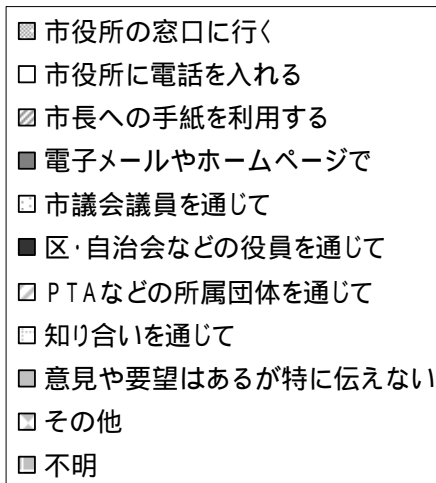 市役所の窓口に行く
市役所に電話を入れる
市長への手紙を利用する
電子メールやホームページで
市議会議員を通じて
区・自治会などの役員を通じて
PTAなどの所属団体を通じて
知り合いを通じて
意見や要望はあるが特に伝えない
その他
不明